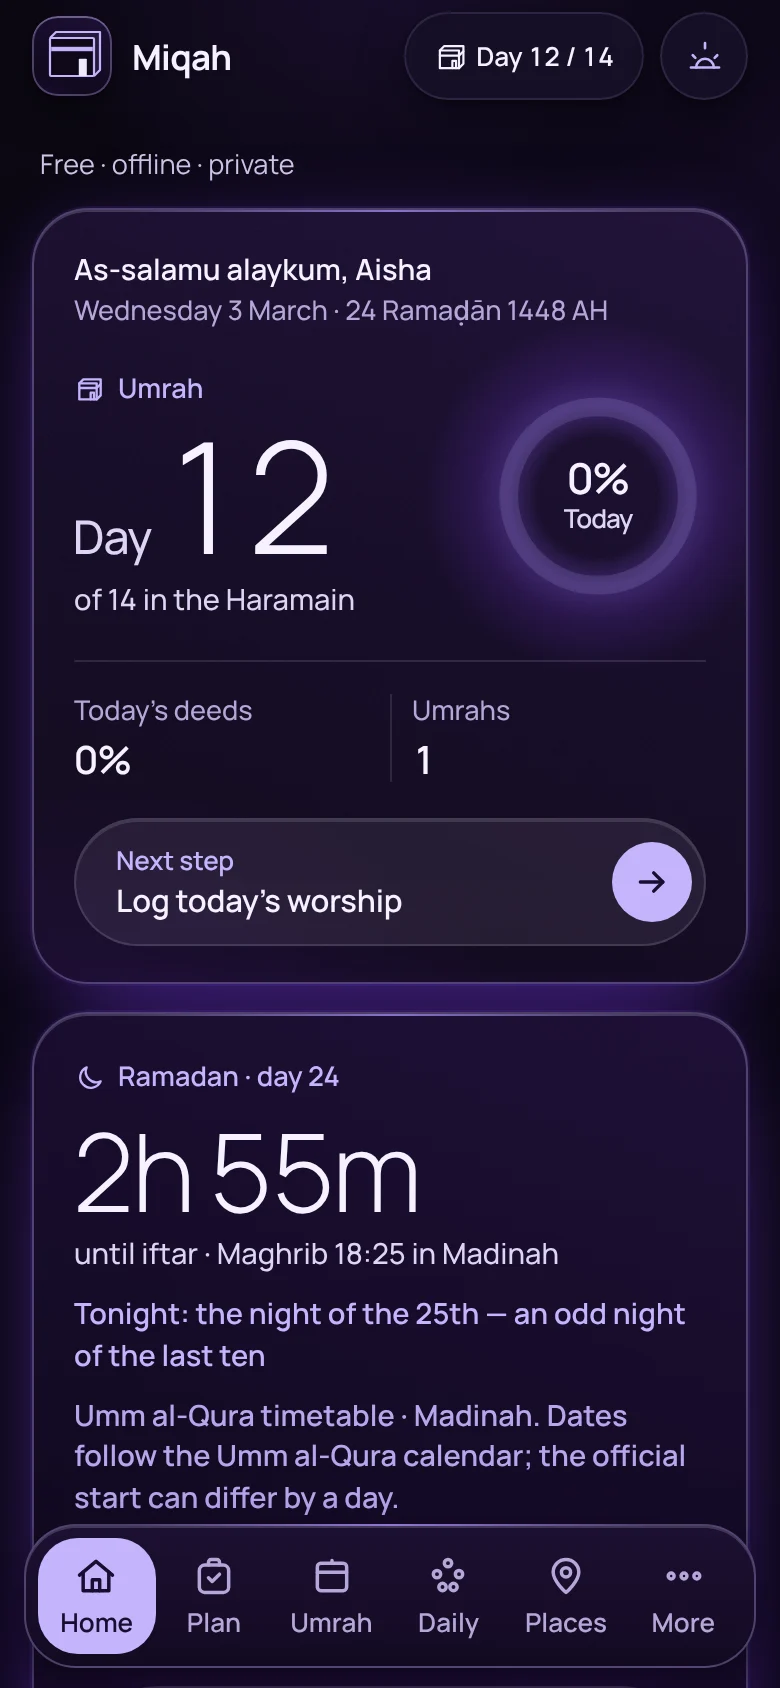 Miqah
Day 12 / 14
Free · offline · private
As-salamu alaykum, Aisha
Wednesday 3 March · 24 Ramaḍān 1448 AH
Umrah
Day 12
of 14 in the Haramain
0%
Today
Today's deeds
0%
Umrahs
1
Next step
Log today's worship
Ramadan · day 24
2h 55m
until iftar · Maghrib 18:25 in Madinah
Tonight: the night of the 25th — an odd night
of the last ten
Umm al-Qura timetable · Madinah. Dates
follow the Umm al-Qura calendar; the official
start can differ by a day.
Home
Plan
Umrah
Daily
Places
More